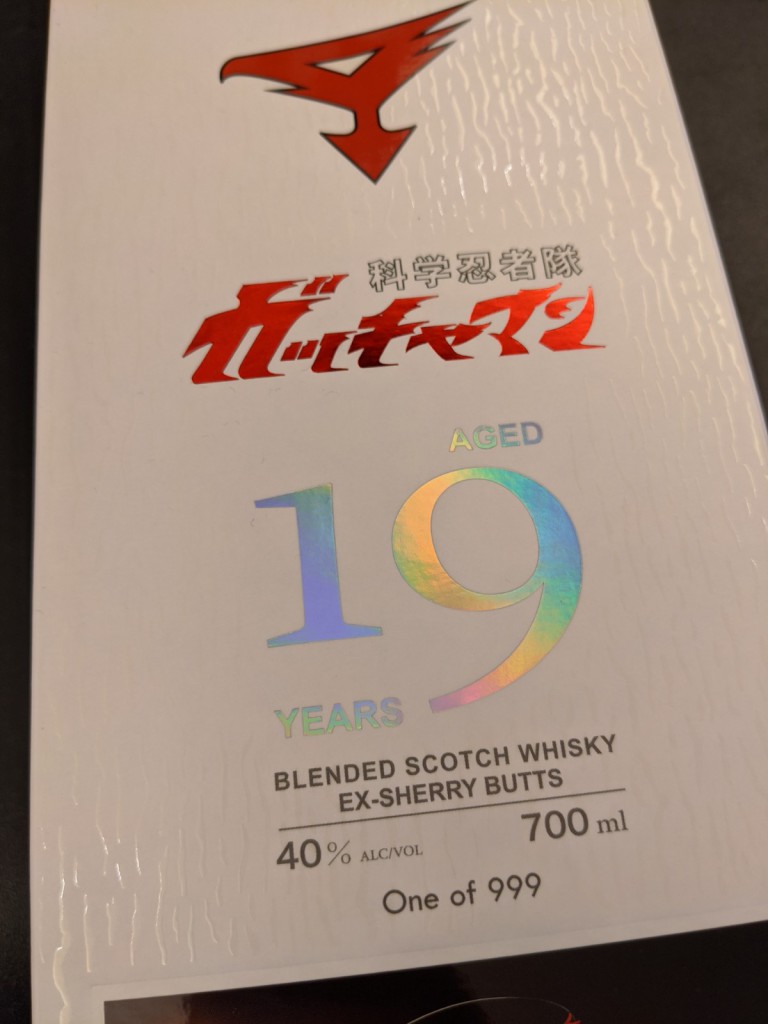 科学忍者隊
ガッチャマン
AGED
19
YEARS
BLENDED SCOTCH WHISKY
EX-SHERRY BUTTS
40% ALC/VOL
700 ml
One of 999